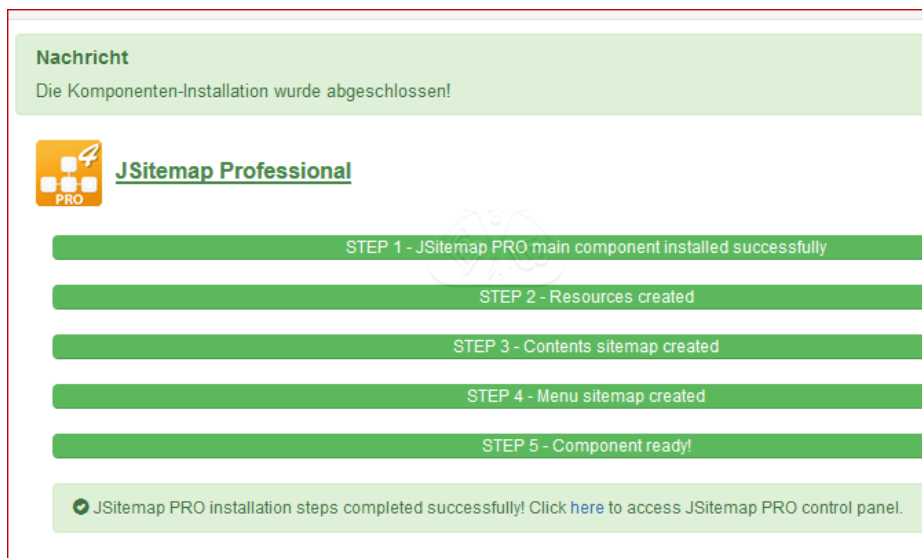 Nachricht
Die Komponenten-Installation wurde abgeschlossen!
4
PRO
JSitemap Professional
STEP 1 - JSitemap PRO main component installed successfully
STEP 2 - Resources created
STEP 3 - Contents sitemap created
STEP 4 - Menu sitemap created
STEP 5 - Component ready!
JSitemap PRO installation steps completed successfully! Click here to access JSitemap PRO control panel.